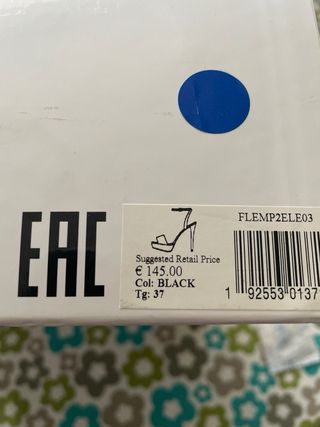 EAC
FLEMP2ELE03
Suggested Retail Price
€ 145.00
Col: BLACK
Tg: 37
1 92553 0137